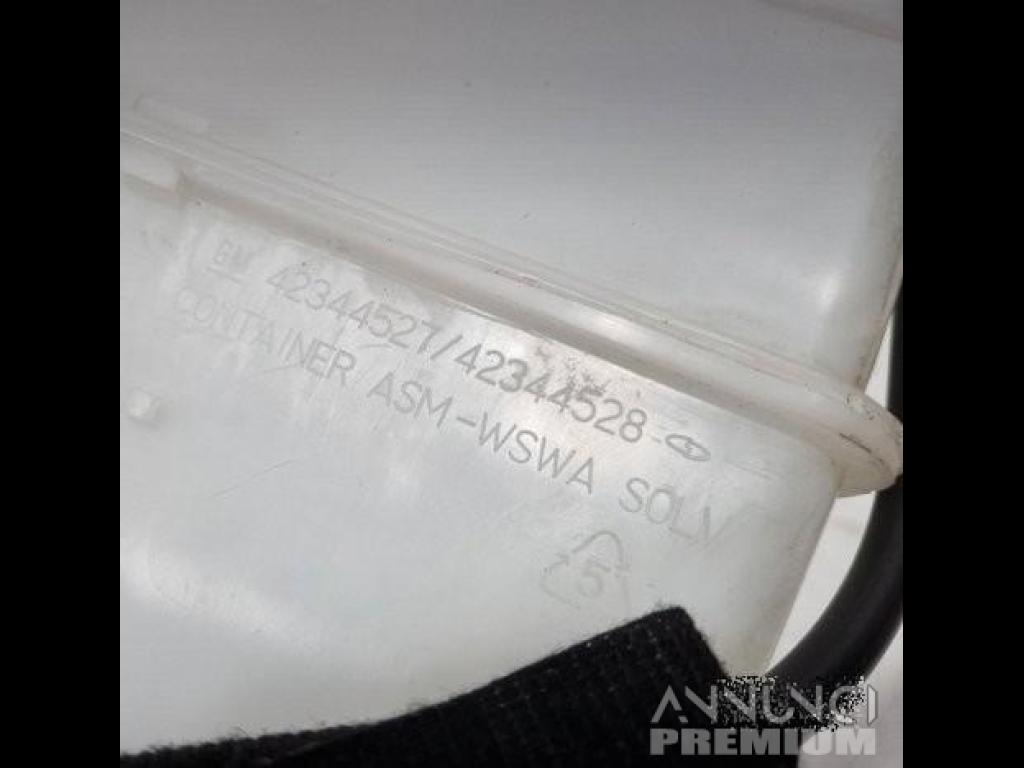 GM 42344527/42344528
CONTAINER ASM-WSWA SOLV
5
ANNUNCI
PREMIUM